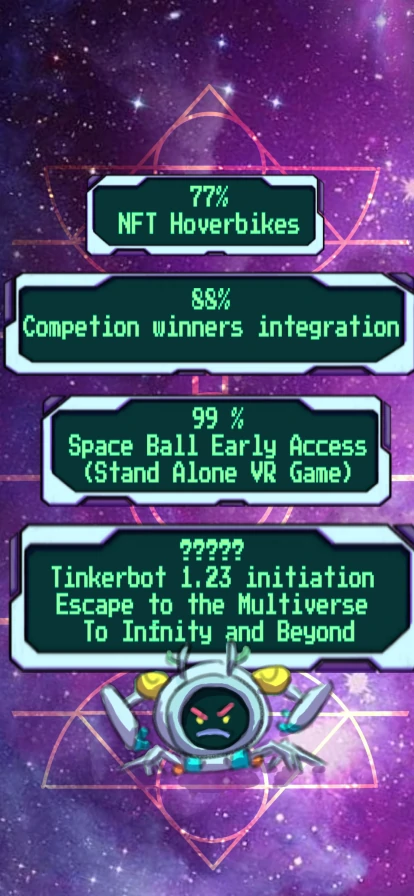 77%
NFT Hoverbikes
88%
Competion winners integration
99 %
Space Ball Early Access
(Stand Alone VR Game)
?????
Tinkerbot 1.23 initiation
Escape to the Multiverse
To Infnity and Beyond